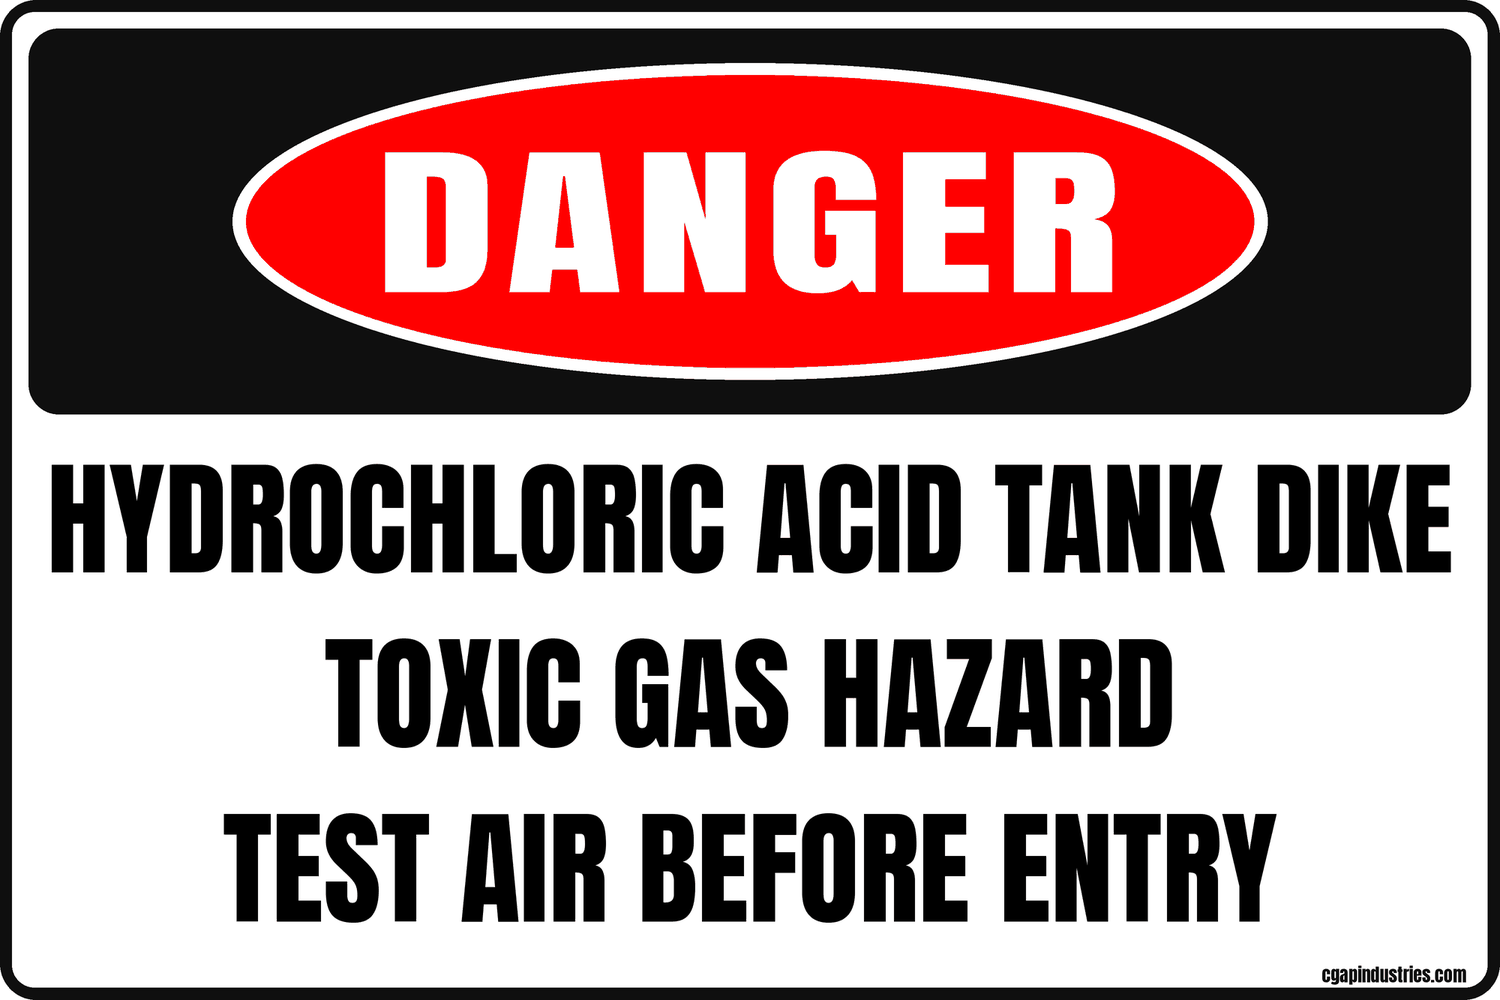 DANGER
HYDROCHLORIC ACID TANK DIKE
TOXIC GAS HAZARD
TEST AIR BEFORE ENTRY
cgapindustries.com